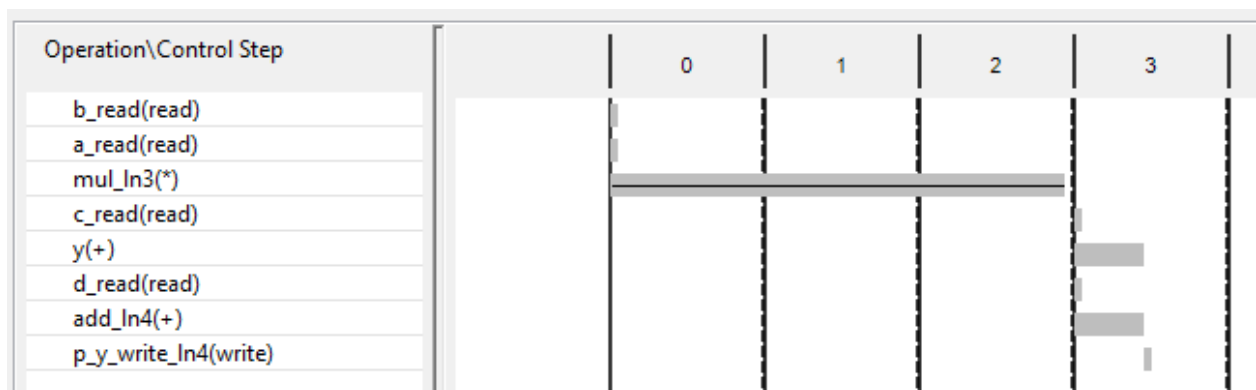 Operation\Control Step
0 1 2 3
b_read(read)
a_read(read)
mul_ln3(*)
c_read(read)
y(+)
d_read(read)
add_ln4(+)
p_y_write_ln4(write)